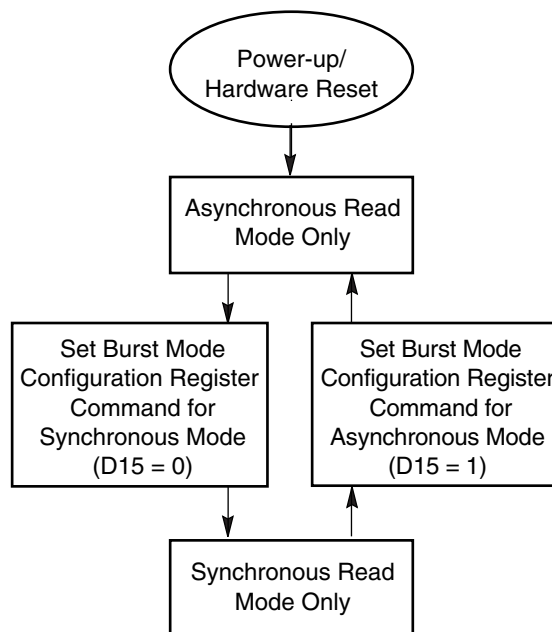 Power-up/
Hardware Reset
Asynchronous Read
Mode Only
Set Burst Mode
Configuration Register
Command for
Synchronous Mode
(D15 = 0)
Set Burst Mode
Configuration Register
Command for
Asynchronous Mode
(D15 = 1)
Synchronous Read
Mode Only